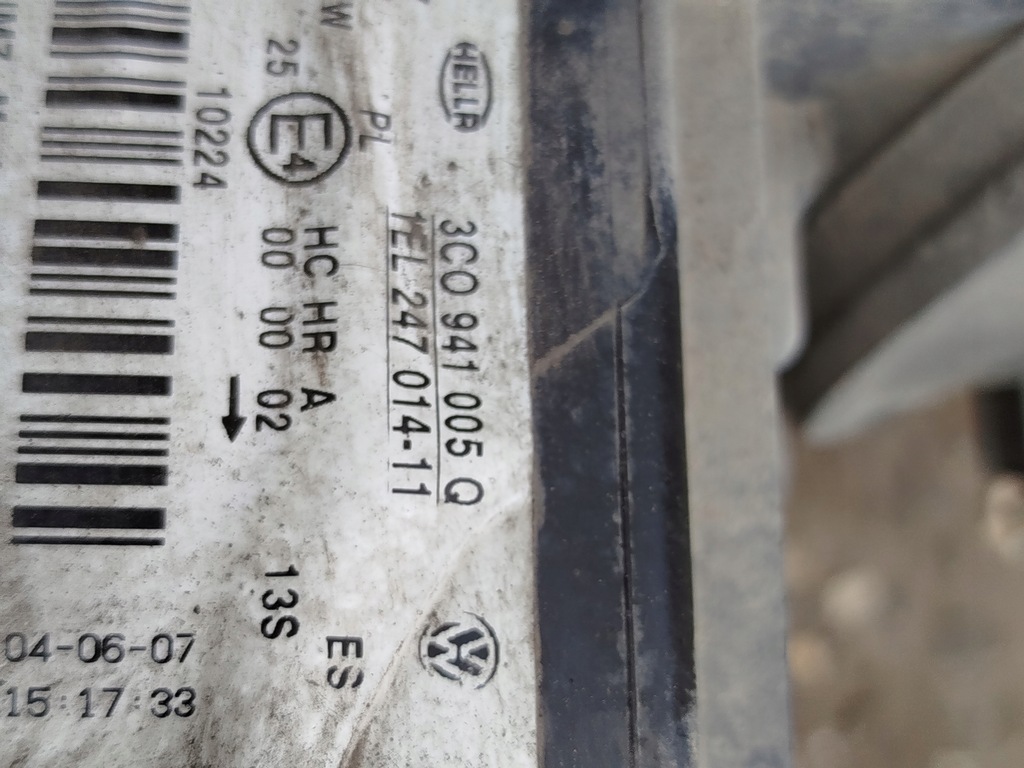 HELLA
3C0 941 005 Q
1EL 247 014-11
PL
W
HC HR A
25 E4 00 00 02
10224
13S
ES
04-06-07
15:17:33